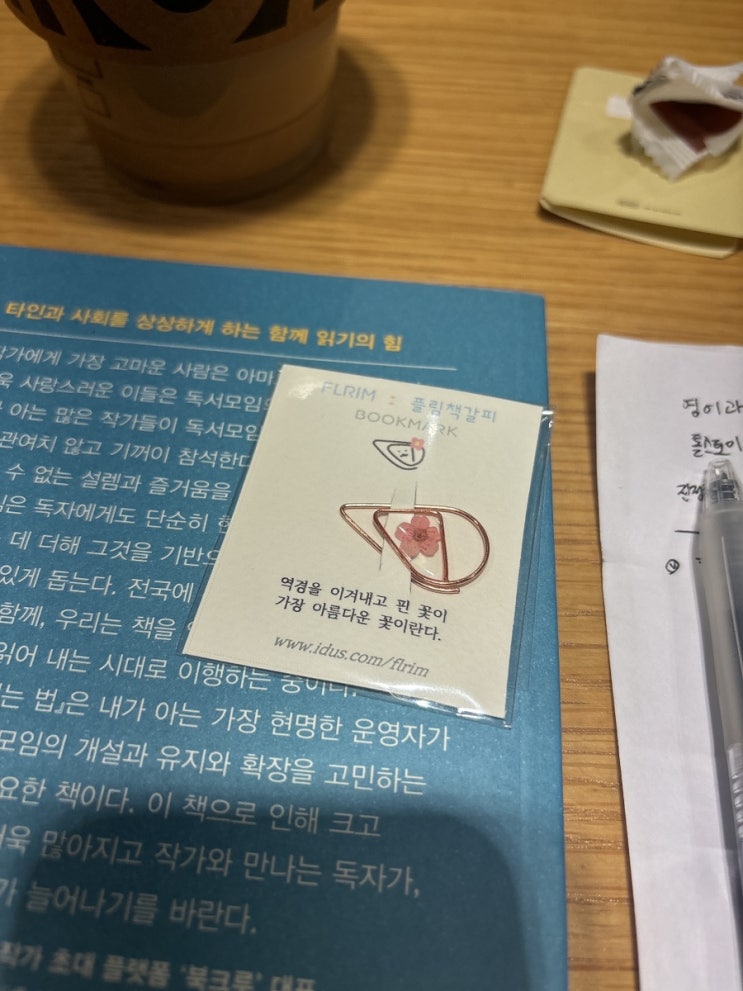 타인과 사회를 상상하게 하는 함께 읽기의 힘
가에게 가장 고마운 사람은
사랑스러운 이들은 독서모임의
아는 많은 작가들이 독서모임
관여치 않고 기꺼이 참석한다
수 없는 설렘과 즐거움을
은 독자에게도 단순히
데 더해 그것을 기반으
있게 돕는다. 전국에
함께, 우리는 책을
읽어 내는 시대로 이행하는 중이다.
는 법』은 내가 아는 가장 현명한 운영자가
모임의 개설과 유지와 확장을 고민하는
요한 책이다. 이 책으로 인해 크고
욱 많아지고 작가와 만나는 독자가,
가 늘어나기를 바란다.
작가 초대 플랫폼 '북크루' 대표
FLRIM : 플림책갈피
BOOKMARK
역경을 이겨내고 핀 꽃이
가장 아름다운 꽃이란다.
www.idus.com/flrim
영이과
톨스토이